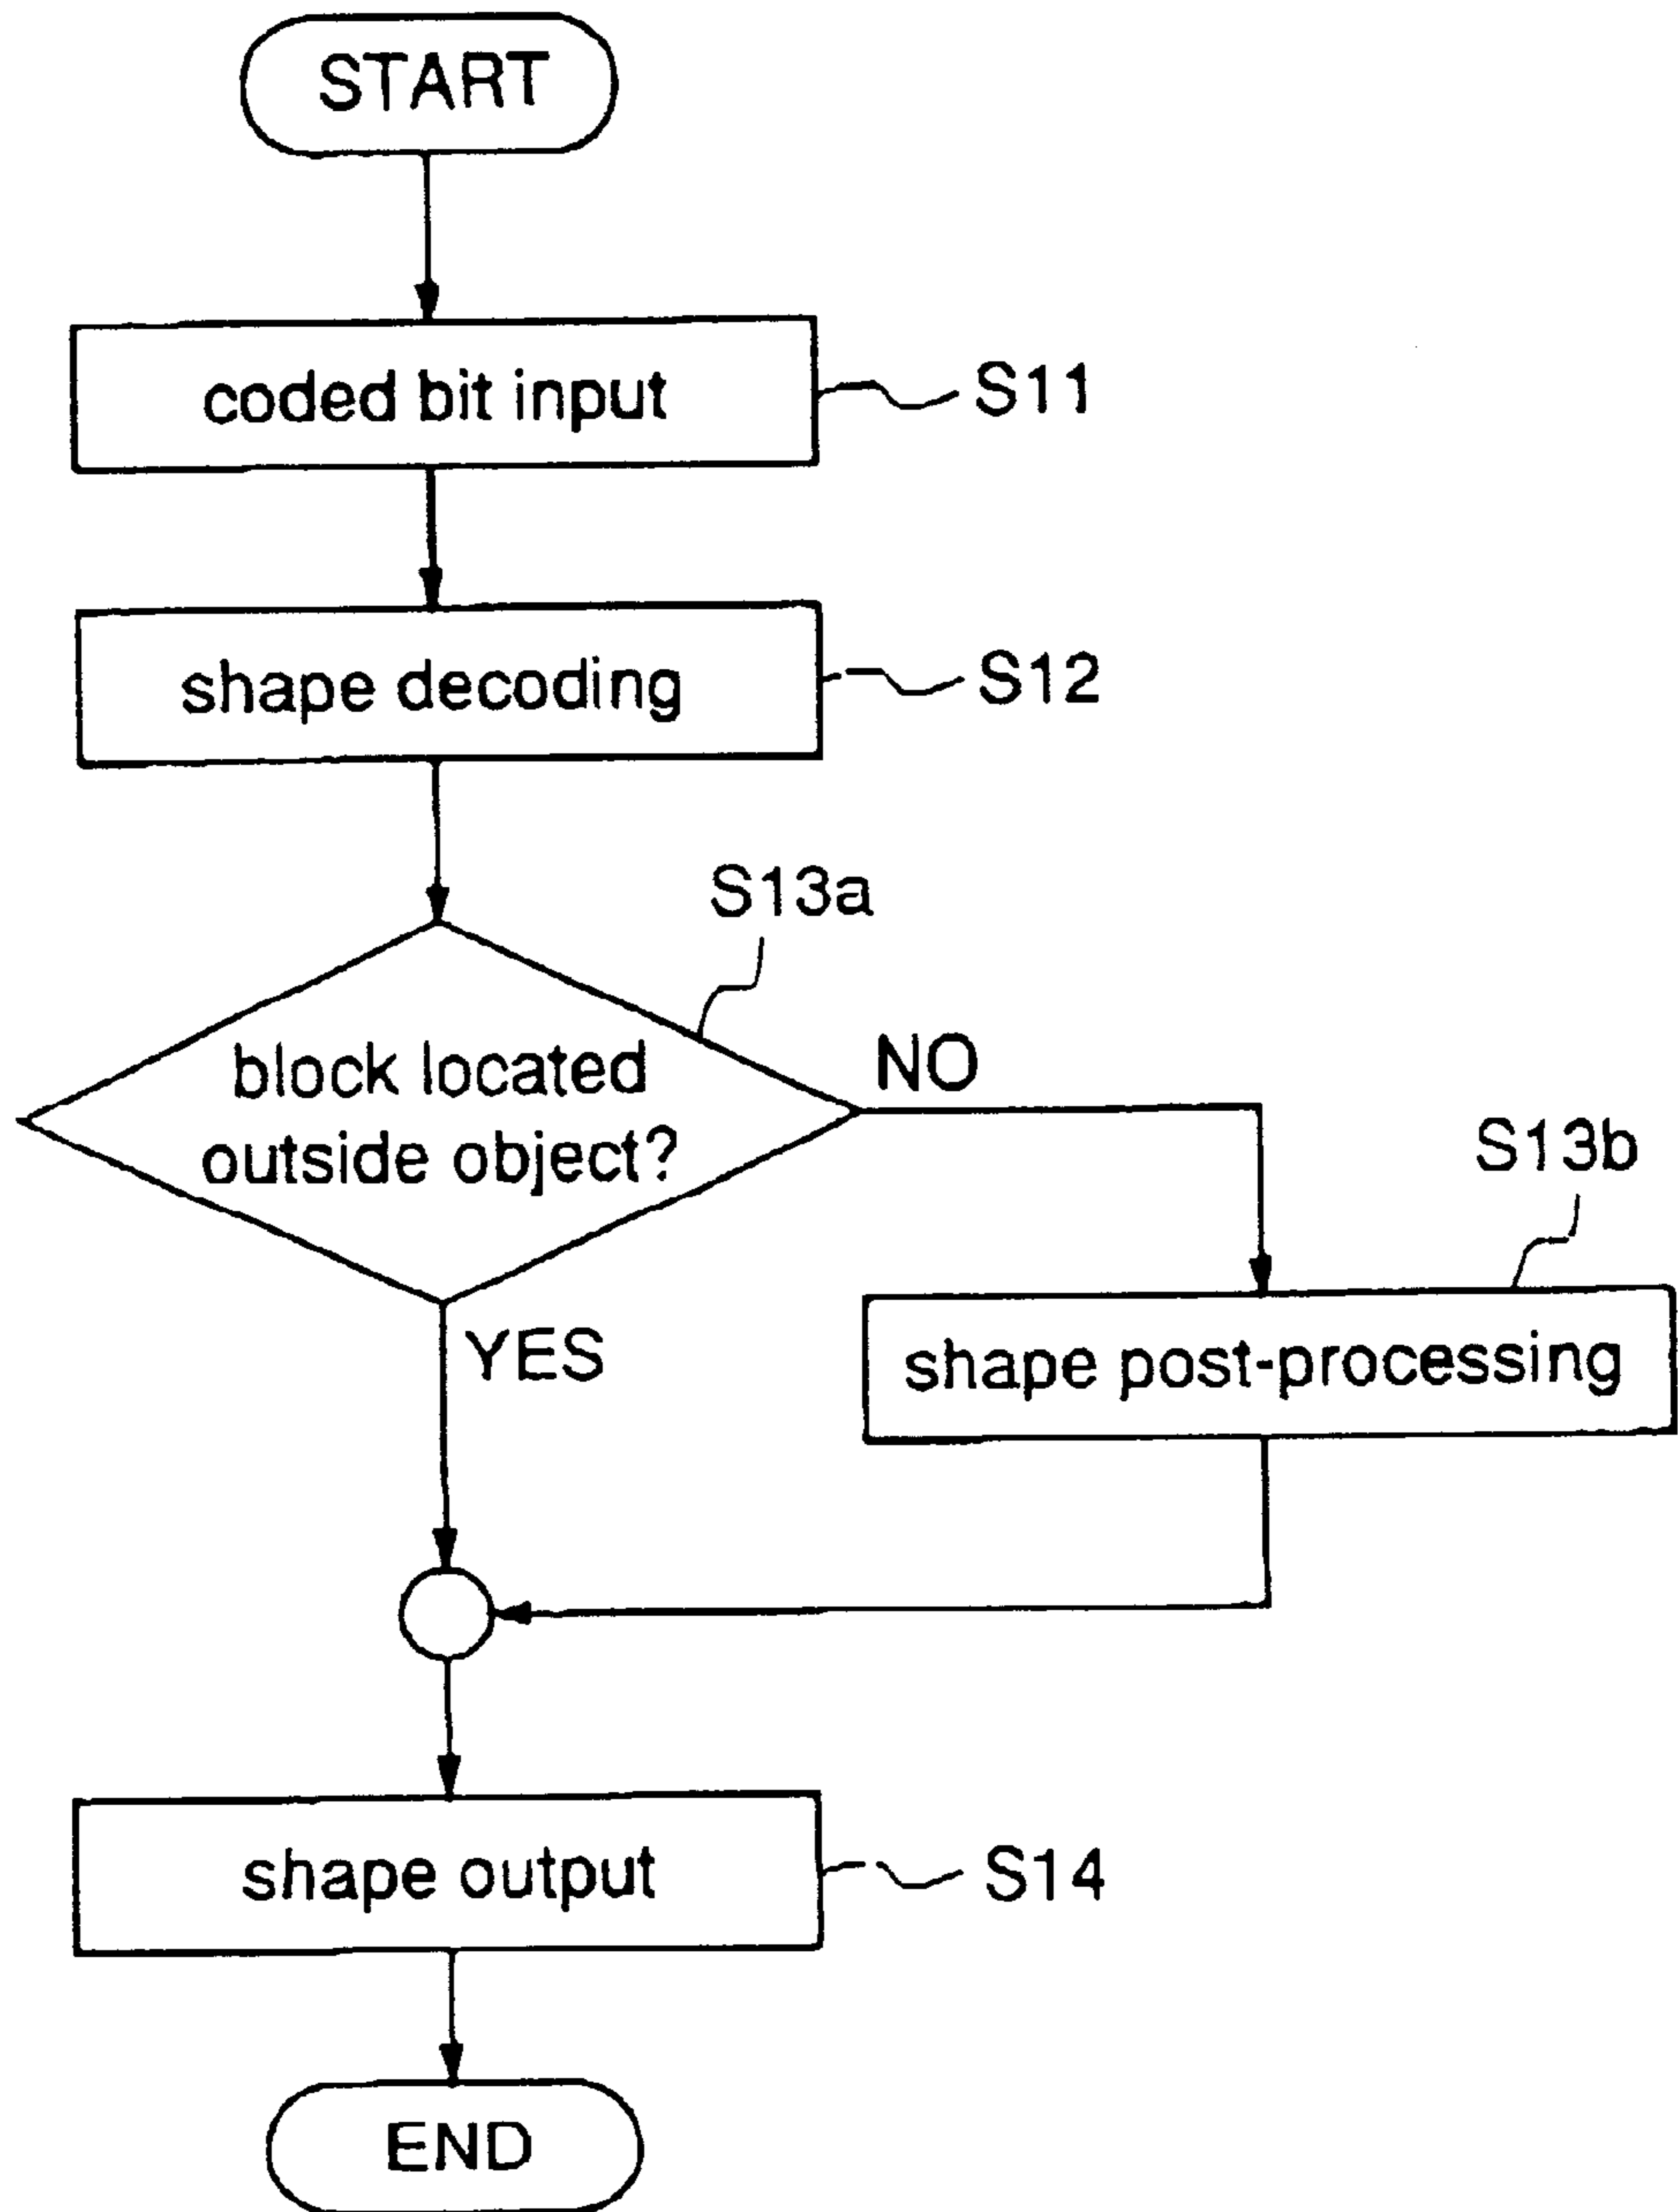 START
coded bit input
S11
shape decoding
S12
S13a
block located
outside object?
NO
S13b
YES
shape post-processing
shape output
S14
END